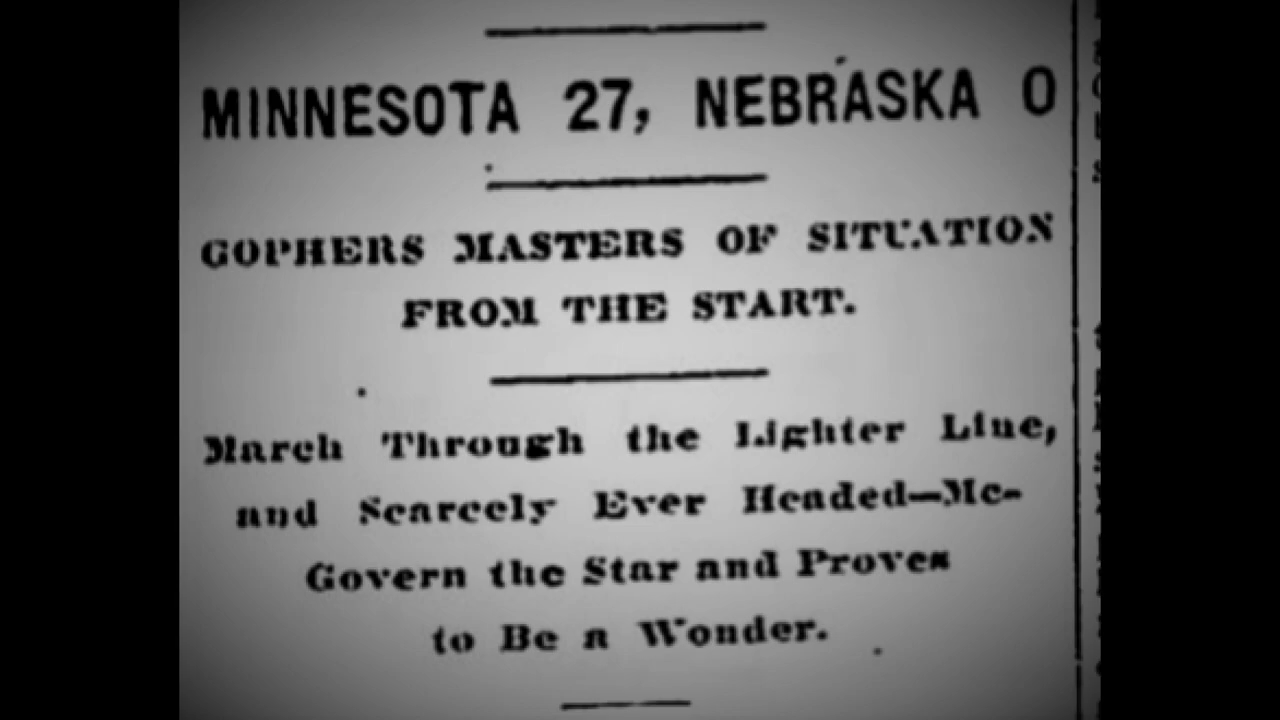 MINNESOTA 27, NEBRASKA 0
GOPHERS MASTERS OF SITUATION
FROM THE START.
March Through the Lighter Line,
and Scarcely Ever Headed—Mc-
Govern the Star and Proves
to Be a Wonder.